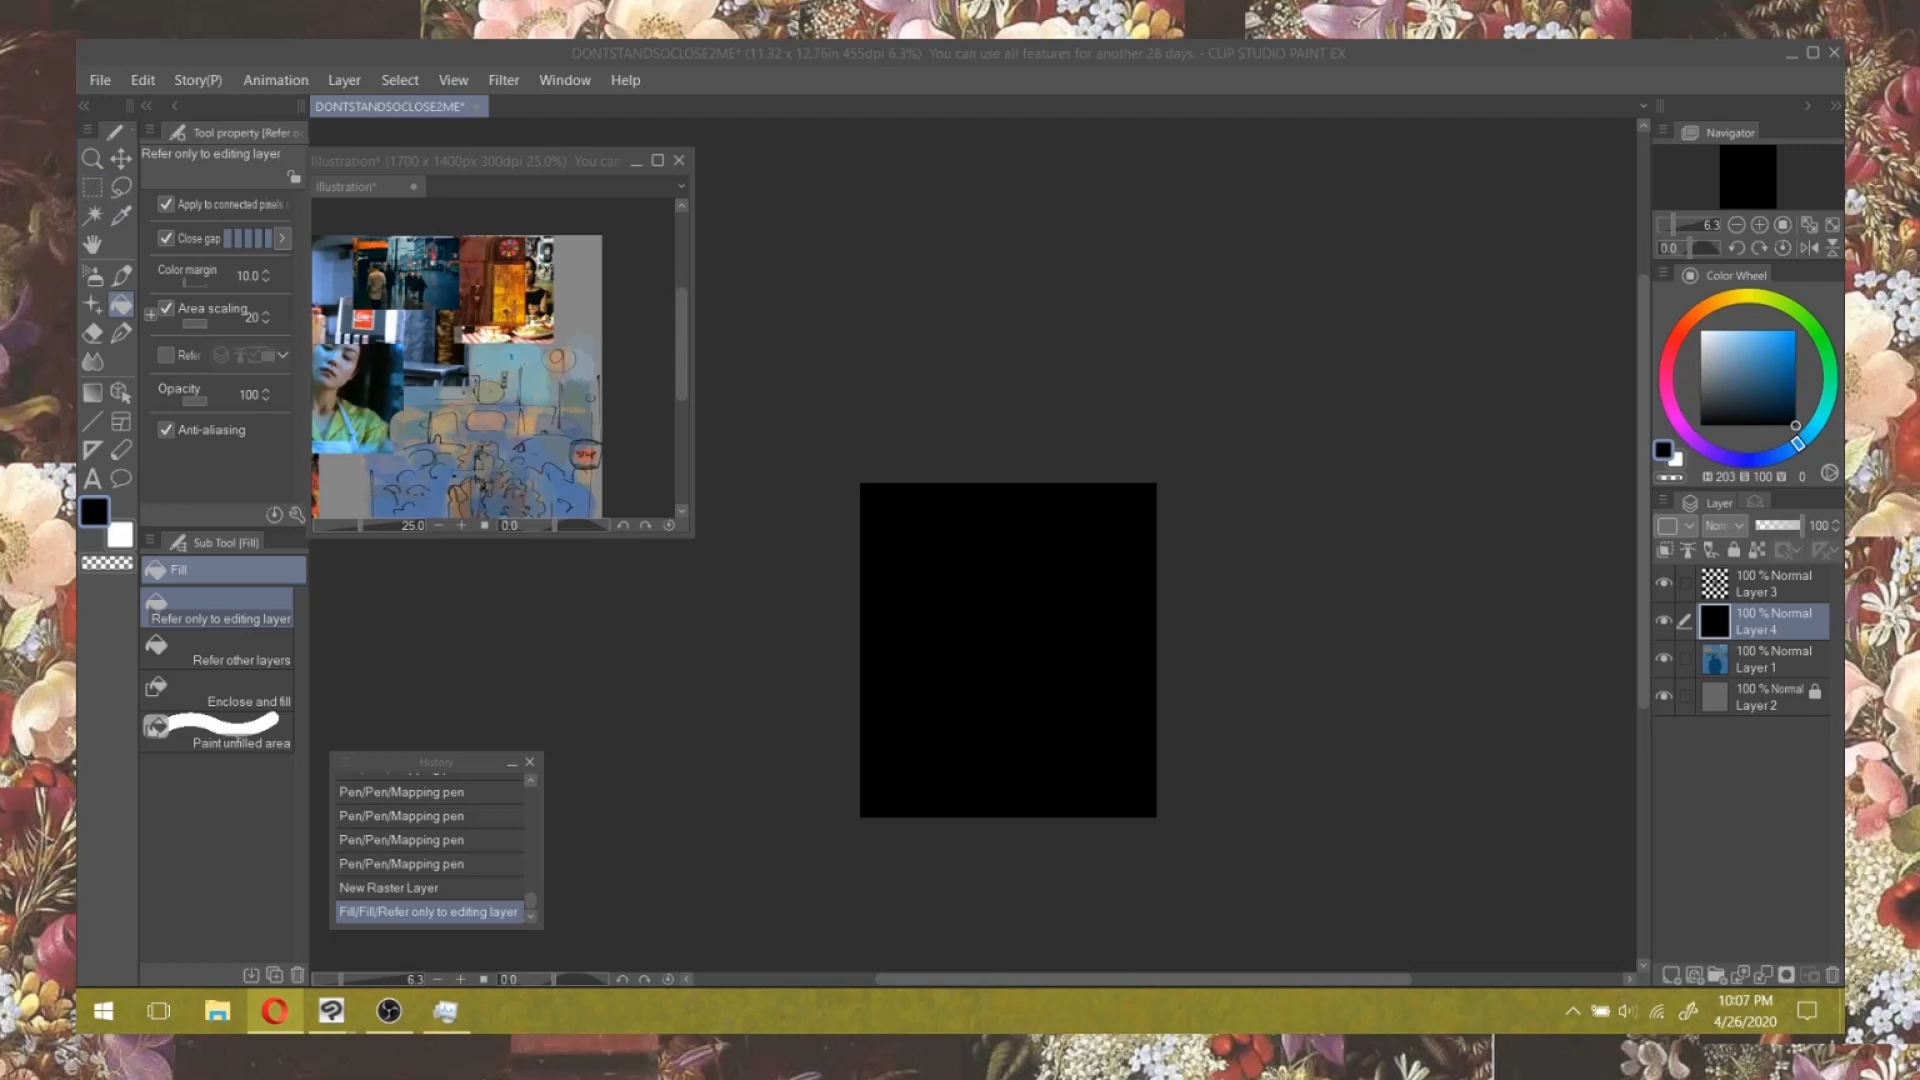 DONTSTANDSOCLOSE2ME* (11.32 x 12.76in 455dpi 6.3%)  You can use all features for another 28 days. - CLIP STUDIO PAINT EX
File Edit Story(P) Animation Layer Select View Filter Window Help
DONTSTANDSOCLOSE2ME*
Tool property [Refer o
Refer only to editing layer
Apply to connected pixels
Close gap
Color margin 10.0
Area scaling 20
Refer
Opacity 100
Anti-aliasing
Sub Tool [Fill]
Fill
Refer only to editing layer
Refer other layers
Enclose and fill
Paint unfilled area
Illustration* (1700 x 1400px 300dpi 25.0%)  You can
Illustration*
25.0 0.0
History
Pen/Pen/Mapping pen
Pen/Pen/Mapping pen
Pen/Pen/Mapping pen
Pen/Pen/Mapping pen
New Raster Layer
Fill/Fill/Refer only to editing layer
6.3 0.0
Navigator
6.3
0.0
Color Wheel
H 203 S 100 V 0
Layer
Norm 100
100 % Normal
Layer 3
100 % Normal
Layer 4
100 % Normal
Layer 1
100 % Normal
Layer 2
10:07 PM
4/26/2020